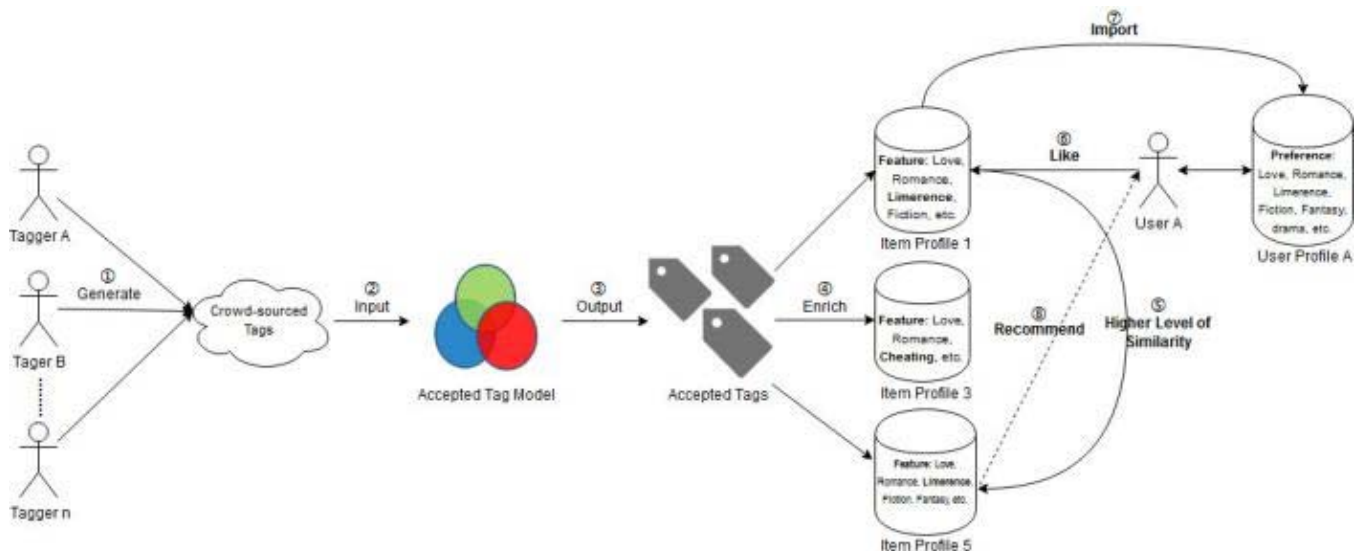 ⑦
Import
Tagger A
①
Generate
Tager B
Tagger n
Crowd-sourced
Tags
②
Input
Accepted Tag Model
③
Output
Accepted Tags
④
Enrich
Feature: Love,
Romance,
Limerence,
Fiction, etc.
Item Profile 1
Feature: Love,
Romance,
Cheating, etc.
Item Profile 3
Feature: Love,
Romance, Limerence,
Fiction, Fantasy, etc.
Item Profile 5
⑥
Like
User A
Preference:
Love, Romance,
Limerence,
Fiction, Fantasy,
drama, etc.
User Profile A
⑧
Recommend
⑤
Higher Level of
Similarity